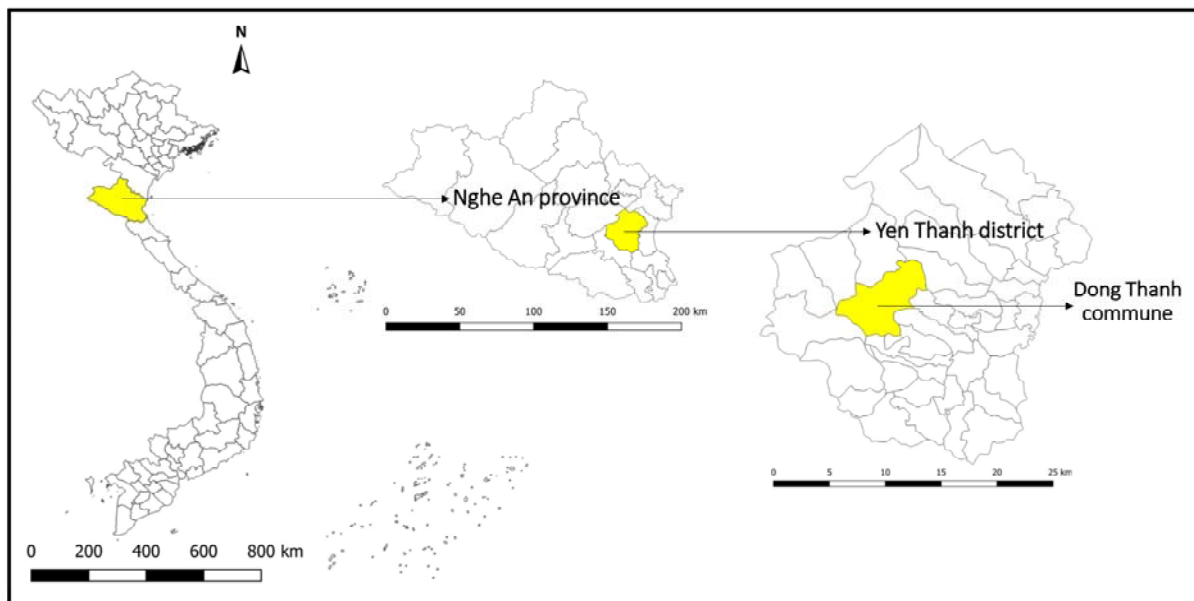 N
Nghe An province
Yen Thanh district
Dong Thanh
commune
0 50 100 150 200 km
0 5 10 15 20 25 km
0 200 400 600 800 km